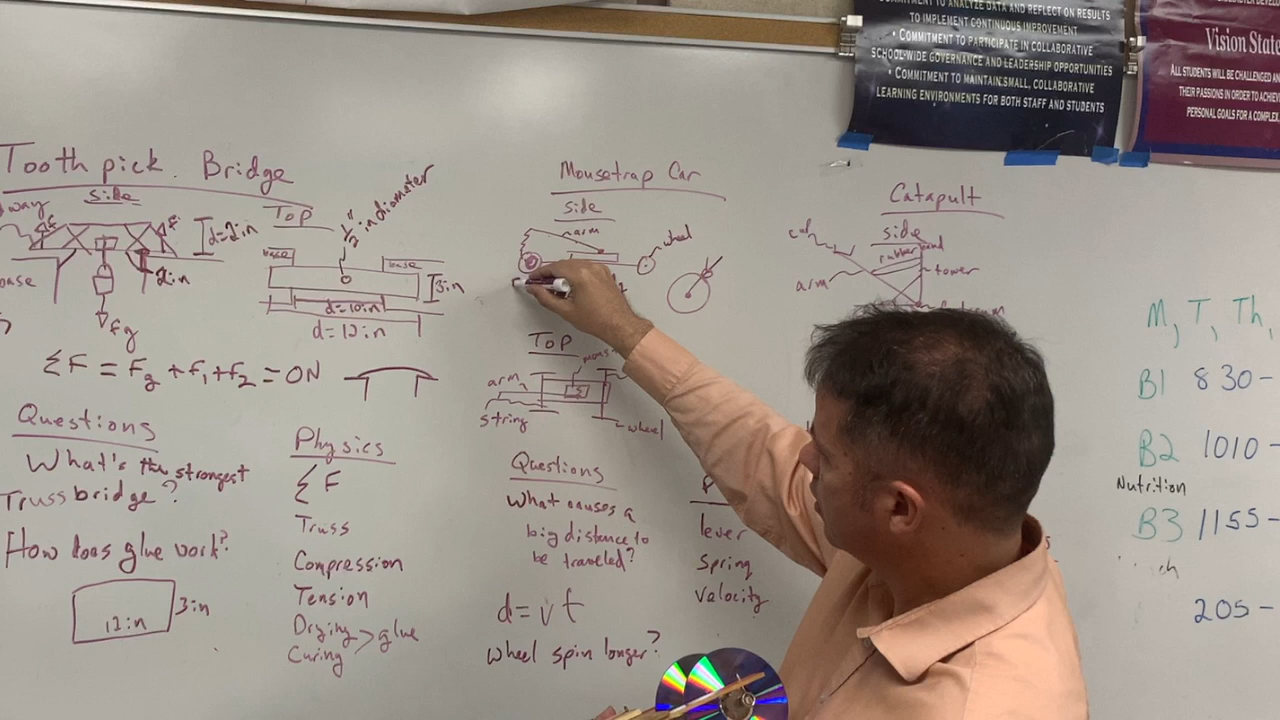 COMMITMENT TO ANALYZE DATA AND REFLECT ON RESULTS
TO IMPLEMENT CONTINUOUS IMPROVEMENT
• COMMITMENT TO PARTICIPATE IN COLLABORATIVE
SCHOOL-WIDE GOVERNANCE AND LEADERSHIP OPPORTUNITIES
• COMMITMENT TO MAINTAIN SMALL, COLLABORATIVE
LEARNING ENVIRONMENTS FOR BOTH STAFF AND STUDENTS
Vision State
ALL STUDENTS WILL BE CHALLENGED AN
THEIR PASSIONS IN ORDER TO ACHIEV
PERSONAL GOALS FOR A COMPLEX,
Toothpick Bridge
side
d=2in
base
2in
Fg
Top
1/2" in diameter
base
base
3in
d=10in
d=12in
ΣF = Fg + f1 + f2 = 0N
Questions
What's the strongest
Truss bridge?
How does glue work?
12in
3in
Physics
ΣF
Truss
Compression
Tension
Drying > glue
Curing
Mousetrap Car
side
arm
wheel
Top
arm
string
wheel
Questions
What causes a
big distance to
be traveled?
d = v t
wheel spin longer?
lever
Spring
velocity
Catapult
side
rubber band
arm
tower
M, T, Th,
B1 830-
B2 1010-
Nutrition
B3 1155-
205-